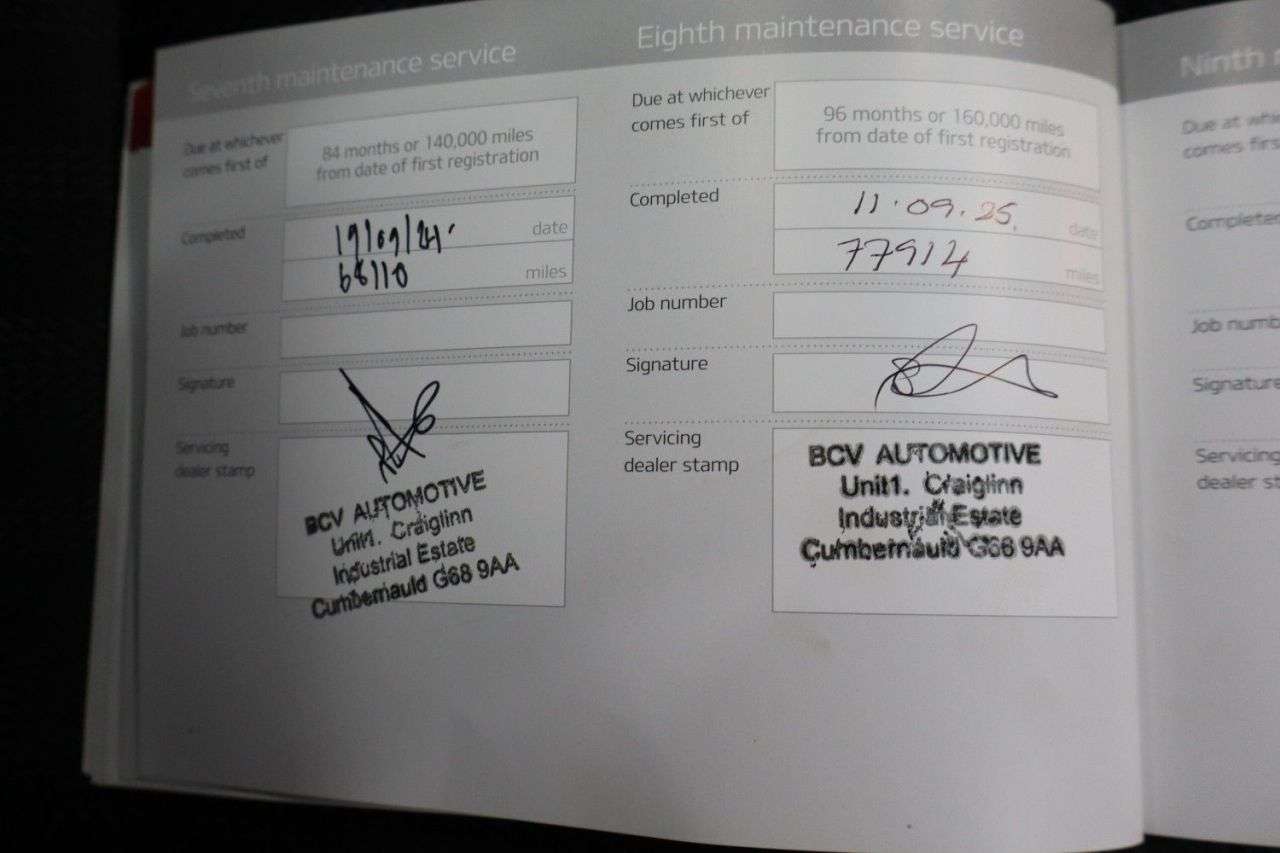 Seventh maintenance service
Due at whichever
comes first of
84 months or 140,000 miles
from date of first registration
Completed
19/09/24.
date
68110
miles
Job number
Signature
Servicing
dealer stamp
BCV AUTOMOTIVE
Unit1. Craiglinn
Industrial Estate
Cumbernauld G68 9AA
Eighth maintenance service
Due at whichever
comes first of
96 months or 160,000 miles
from date of first registration
Completed
11.09.25.
date
77914
miles
Job number
Signature
Servicing
dealer stamp
BCV AUTOMOTIVE
Unit1. Craiglinn
Industrial Estate
Cumbernauld G68 9AA
Ninth
Due at
comes
Completed
Job
Signature
Servicing
dealer